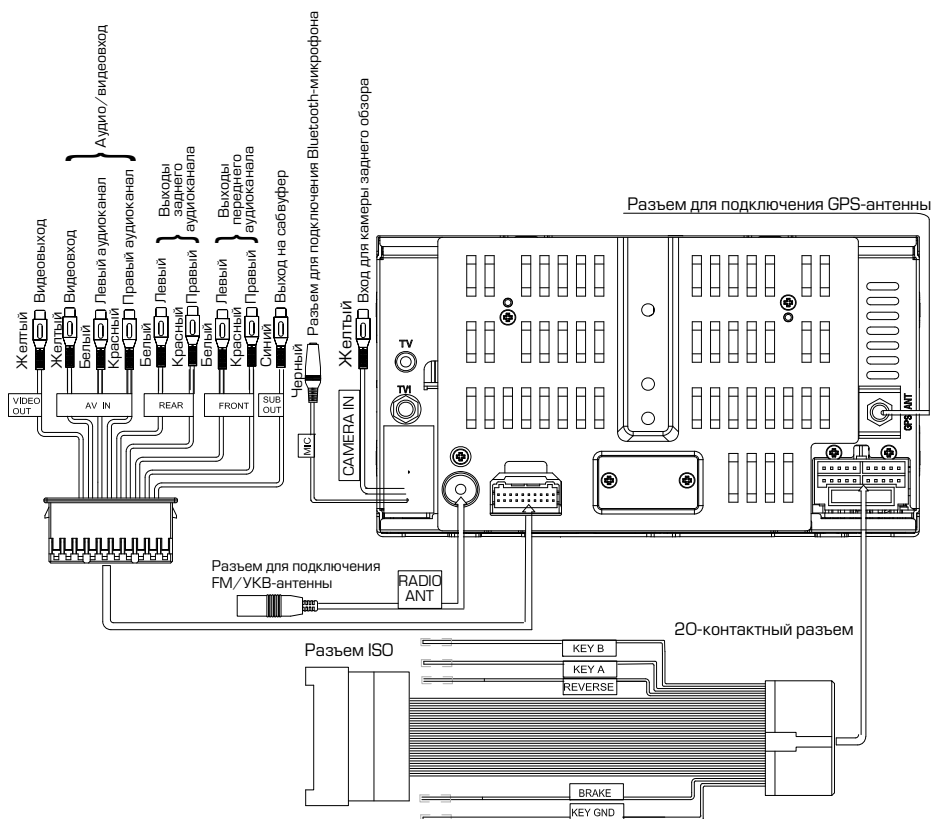 Аудио/видеовход
Выходы
заднего
аудиоканала
Выходы
переднего
аудиоканала
Желтый
Видеовыход
Желтый
Видеовход
Белый
Левый аудиоканал
Красный
Правый аудиоканал
Белый
Левый
Красный
Правый
Белый
Левый
Красный
Правый
Синий
Выход на сабвуфер
Черный
Разъем для подключения Bluetooth-микрофона
Желтый
Вход для камеры заднего обзора
VIDEO
OUT
AV IN
REAR
FRONT
SUB
OUT
MIC
CAMERA IN
Разъем для подключения GPS-антенны
TV
TV1
GPS ANT
Разъем для подключения
FM/УКВ-антенны
RADIO
ANT
20-контактный разъем
Разъем ISO
KEY B
KEY A
REVERSE
BRAKE
KEY GND